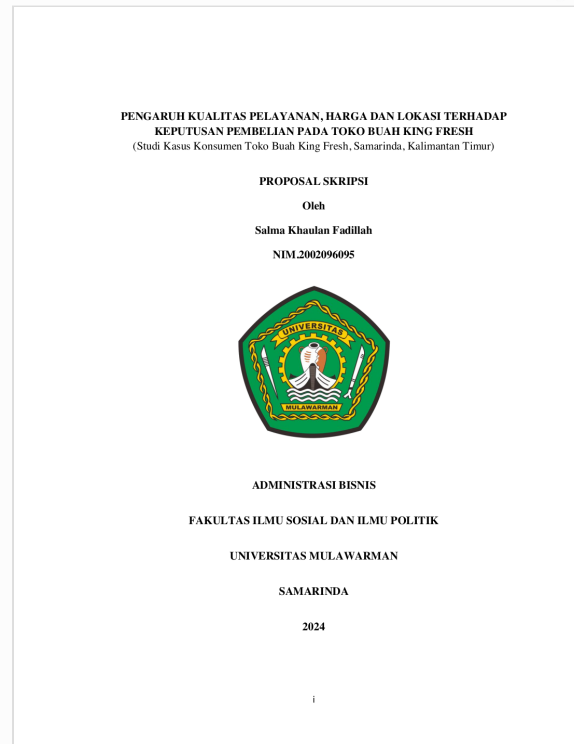 PENGARUH KUALITAS PELAYANAN, HARGA DAN LOKASI TERHADAP
KEPUTUSAN PEMBELIAN PADA TOKO BUAH KING FRESH
(Studi Kasus Konsumen Toko Buah King Fresh, Samarinda, Kalimantan Timur)
PROPOSAL SKRIPSI
Oleh
Salma Khaulan Fadillah
NIM.2002096095
UNIVERSITAS
MULAWARMAN
ADMINISTRASI BISNIS
FAKULTAS ILMU SOSIAL DAN ILMU POLITIK
UNIVERSITAS MULAWARMAN
SAMARINDA
2024
i